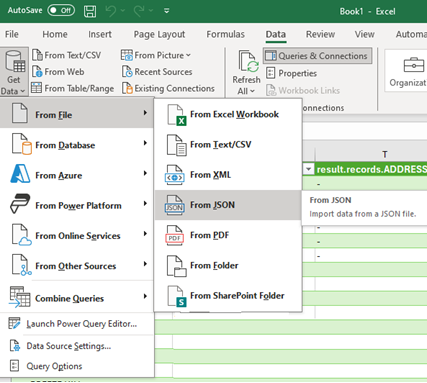 AutoSave Off
Book1 - Excel
File Home Insert Page Layout Formulas Data Review View Automa
Get Data
From Text/CSV
From Web
From Table/Range
From Picture
Recent Sources
Existing Connections
Refresh All
Queries & Connections
Properties
Workbook Links
nnections
Organizat
From File
From Database
From Azure
From Power Platform
From Online Services
From Other Sources
Combine Queries
Launch Power Query Editor...
Data Source Settings...
Query Options
From Excel Workbook
From Text/CSV
From XML
From JSON
From PDF
From Folder
From SharePoint Folder
T
result.records.ADDRESS
-
From JSON
Import data from a JSON file.
-
-